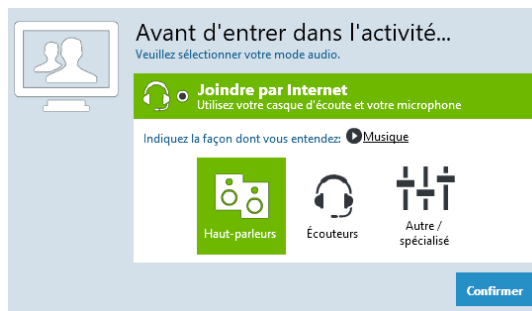 Avant d'entrer dans l'activité...
Veuillez sélectionner votre mode audio.
Joindre par Internet
Utilisez votre casque d'écoute et votre microphone
Indiquez la façon dont vous entendez: Musique
Haut-parleurs
Écouteurs
Autre /
spécialisé
Confirmer